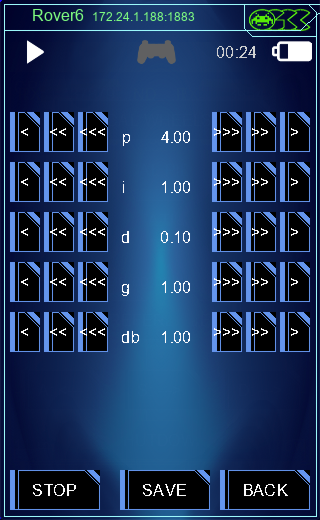 Rover6 172.24.1.188:1883
00:24
< << <<< p 4.00 >>> >> >
< << <<< i 1.00 >>> >> >
< << <<< d 0.10 >>> >> >
< << <<< g 1.00 >>> >> >
< << <<< db 1.00 >>> >> >
STOP SAVE BACK